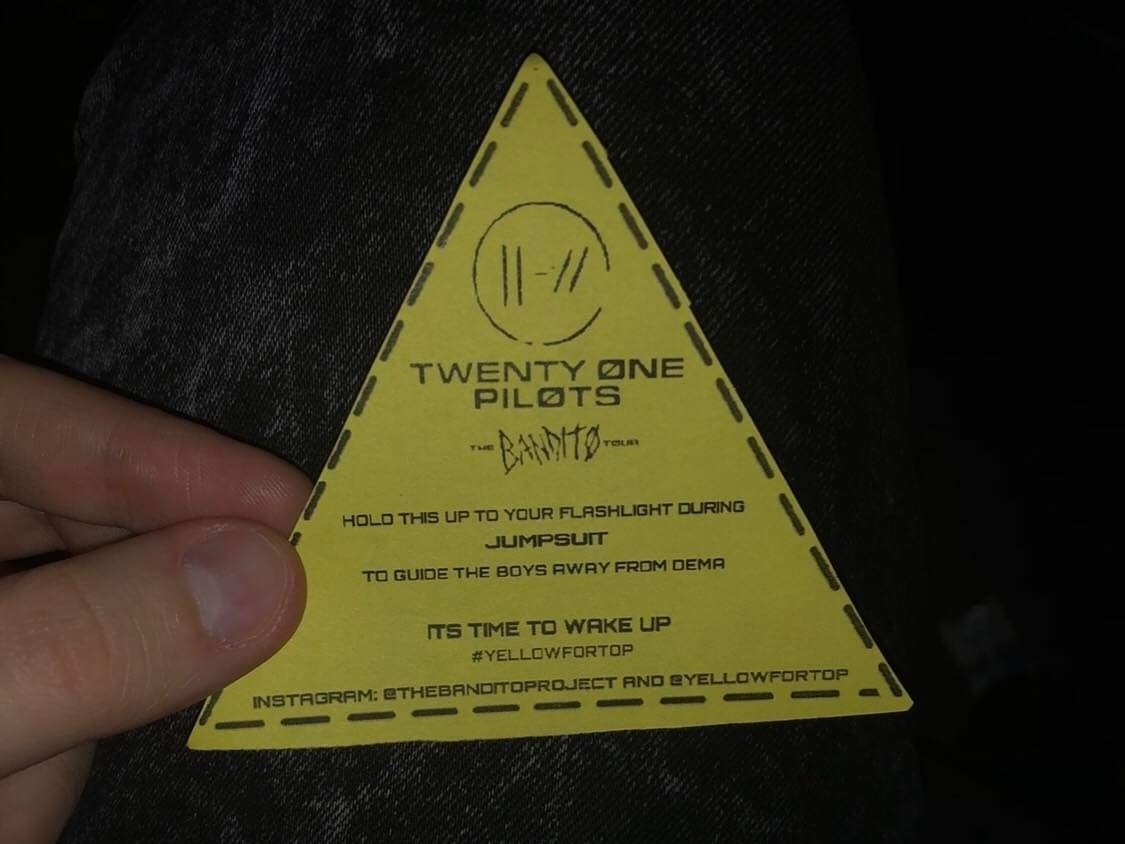 TWENTY ØNE
PILØTS
THE BANDITØ TOUR
HOLD THIS UP TO YOUR FLASHLIGHT DURING
JUMPSUIT
TO GUIDE THE BOYS AWAY FROM DEMA
ITS TIME TO WAKE UP
#YELLOWFORTOP
INSTAGRAM: @THEBANDITOPROJECT AND @YELLOWFORTOP